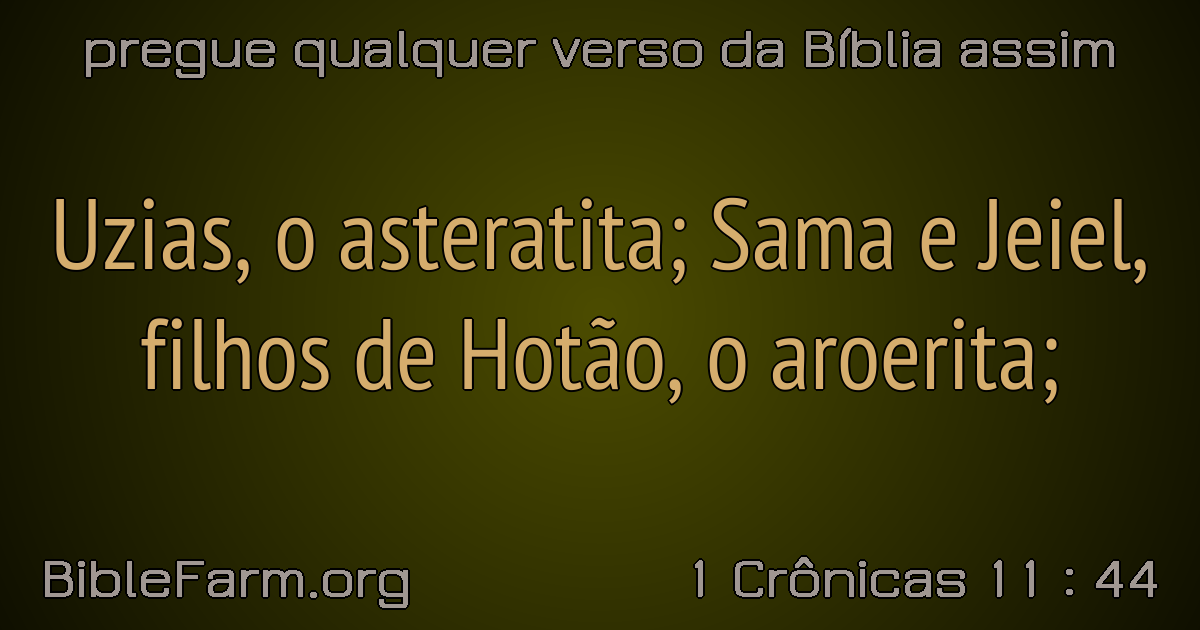 pregue qualquer verso da Bíblia assim
Uzias, o asteratita; Sama e Jeiel,
filhos de Hotão, o aroerita;
BibleFarm.org
1 Crônicas 11 : 44